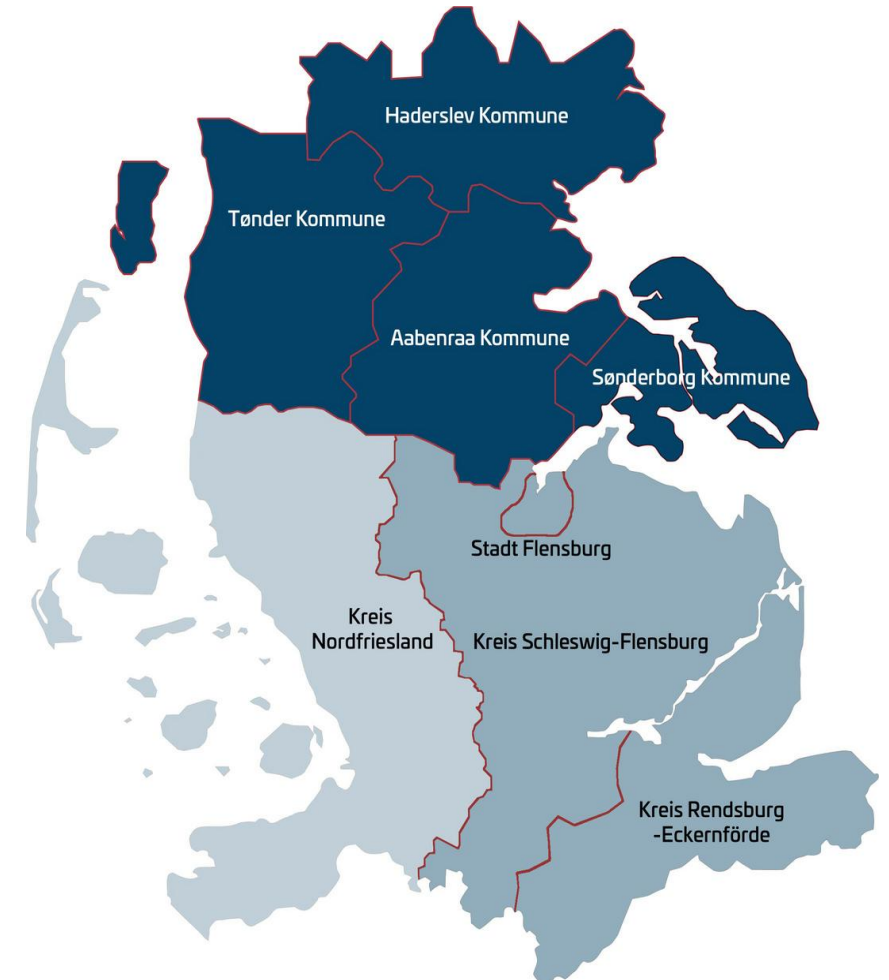 Haderslev Kommune
Tønder Kommune
Aabenraa Kommune
Sønderborg Kommune
Stadt Flensburg
Kreis
Nordfriesland
Kreis Schleswig-Flensburg
Kreis Rendsburg
-Eckernförde